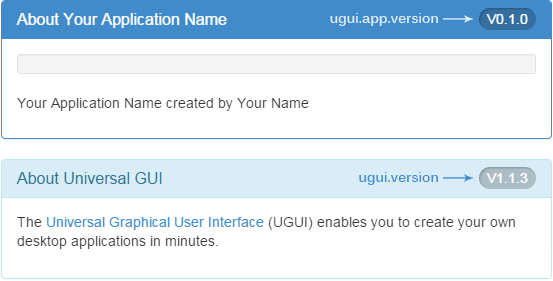 About Your Application Name ugui.app.version V0.1.0
Your Application Name created by Your Name
About Universal GUI ugui.version V1.1.3
The Universal Graphical User Interface (UGUI) enables you to create your own
desktop applications in minutes.